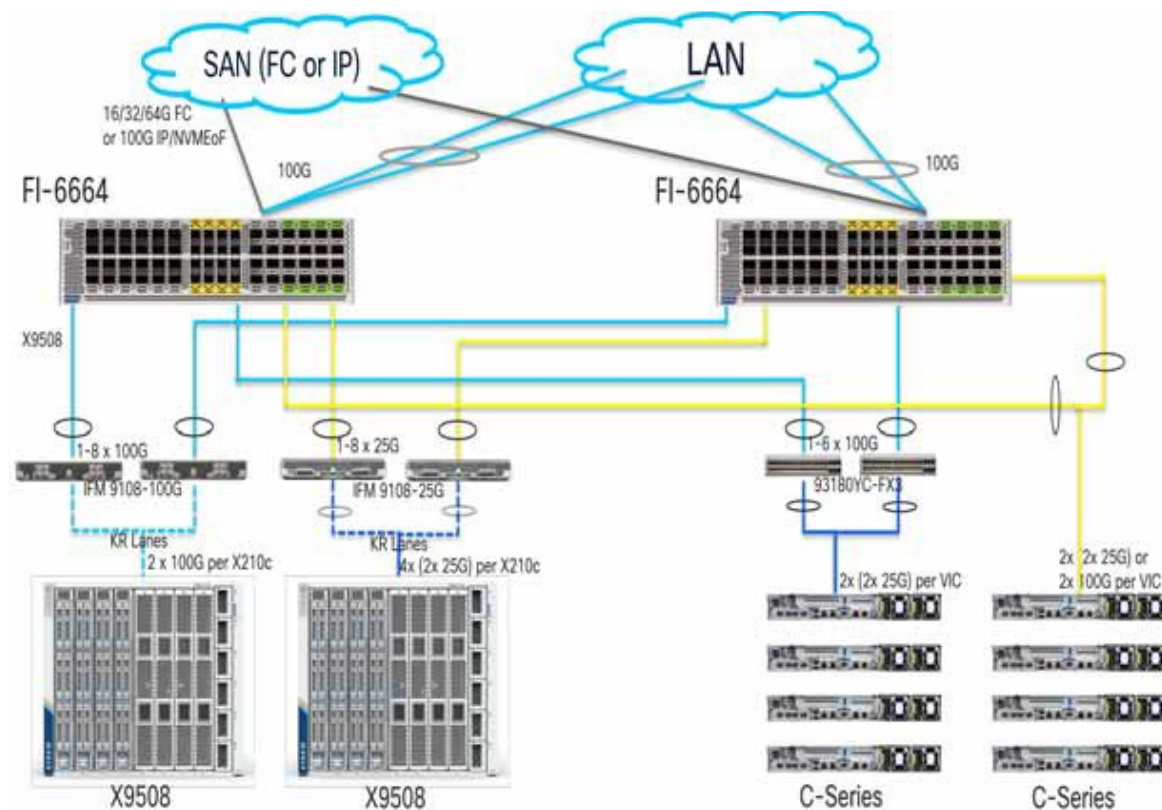 SAN (FC or IP)
LAN
16/32/64G FC
or 100G IP/NVMEoF
100G
100G
FI-6664
FI-6664
X9508
1-8 x 100G
1-8 x 25G
1-6 x 100G
IFM 9108-100G
IFM 9108-25G
93180YC-FX3
KR Lanes
KR Lanes
2 x 100G per X210c
4x (2x 25G) per X210c
2x (2x 25G) per VIC
2x (2x 25G) or
2x 100G per VIC
X9508
X9508
C-Series
C-Series